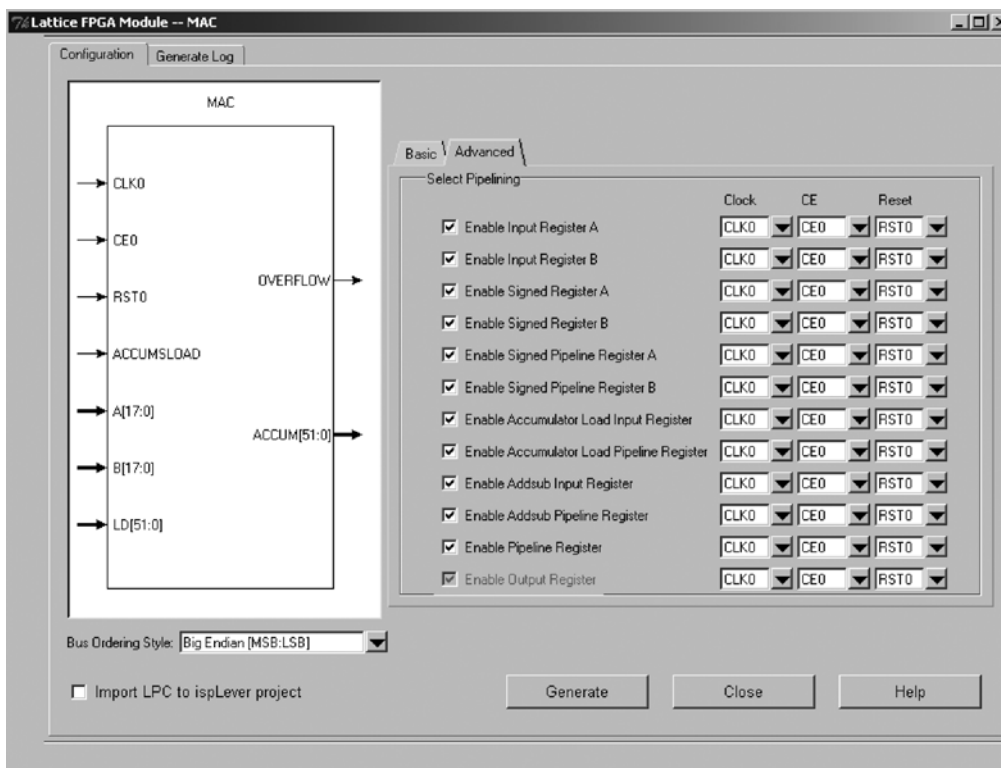 Lattice FPGA Module -- MAC
Configuration Generate Log
MAC
CLK0
CE0
RST0
ACCUMSLOAD
A[17:0]
B[17:0]
LD[51:0]
OVERFLOW
ACCUM[51:0]
Basic Advanced
Select Pipelining
Clock CE Reset
Enable Input Register A CLK0 CE0 RST0
Enable Input Register B CLK0 CE0 RST0
Enable Signed Register A CLK0 CE0 RST0
Enable Signed Register B CLK0 CE0 RST0
Enable Signed Pipeline Register A CLK0 CE0 RST0
Enable Signed Pipeline Register B CLK0 CE0 RST0
Enable Accumulator Load Input Register CLK0 CE0 RST0
Enable Accumulator Load Pipeline Register CLK0 CE0 RST0
Enable Addsub Input Register CLK0 CE0 RST0
Enable Addsub Pipeline Register CLK0 CE0 RST0
Enable Pipeline Register CLK0 CE0 RST0
Enable Output Register CLK0 CE0 RST0
Bus Ordering Style: Big Endian [MSB:LSB]
Import LPC to ispLever project
Generate Close Help